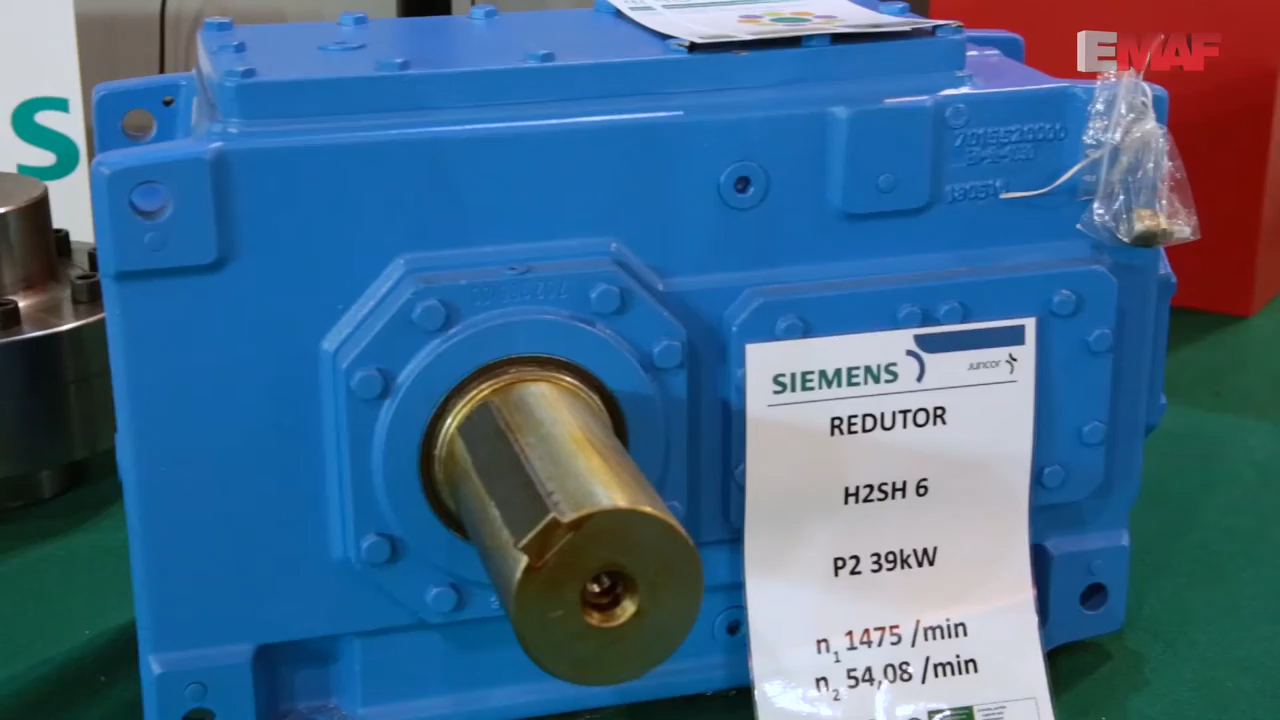 EMAF
S
SIEMENS
juncor
REDUTOR
H2SH 6
P2 39kW
n1 1475 /min
n2 54,08 /min